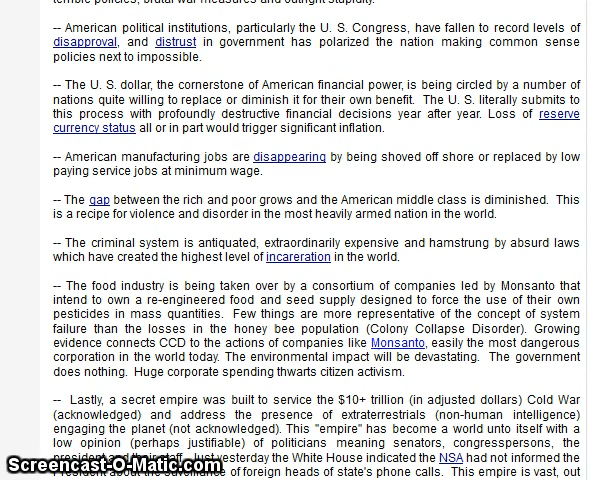 terrible policies, brutal war measures and outright stupidity.
-- American political institutions, particularly the U. S. Congress, have fallen to record levels of
disapproval, and distrust in government has polarized the nation making common sense
policies next to impossible.
-- The U. S. dollar, the cornerstone of American financial power, is being circled by a number of
nations quite willing to replace or diminish it for their own benefit. The U. S. literally submits to
this process with profoundly destructive financial decisions year after year. Loss of reserve
currency status all or in part would trigger significant inflation.
-- American manufacturing jobs are disappearing by being shoved off shore or replaced by low
paying service jobs at minimum wage.
-- The gap between the rich and poor grows and the American middle class is diminished. This
is a recipe for violence and disorder in the most heavily armed nation in the world.
-- The criminal system is antiquated, extraordinarily expensive and hamstrung by absurd laws
which have created the highest level of incareration in the world.
-- The food industry is being taken over by a consortium of companies led by Monsanto that
intend to own a re-engineered food and seed supply designed to force the use of their own
pesticides in mass quantities. Few things are more representative of the concept of system
failure than the losses in the honey bee population (Colony Collapse Disorder). Growing
evidence connects CCD to the actions of companies like Monsanto, easily the most dangerous
corporation in the world today. The environmental impact will be devastating. The government
does nothing. Huge corporate spending thwarts citizen activism.
-- Lastly, a secret empire was built to service the $10+ trillion (in adjusted dollars) Cold War
(acknowledged) and address the presence of extraterrestrials (non-human intelligence)
engaging the planet (not acknowledged). This "empire" has become a world unto itself with a
low opinion (perhaps justifiable) of politicians meaning senators, congresspersons, the
president and their staff. Just yesterday the White House indicated the NSA had not informed the
President about the surveillance of foreign heads of state's phone calls. This empire is vast, out
Screencast-O-Matic.com